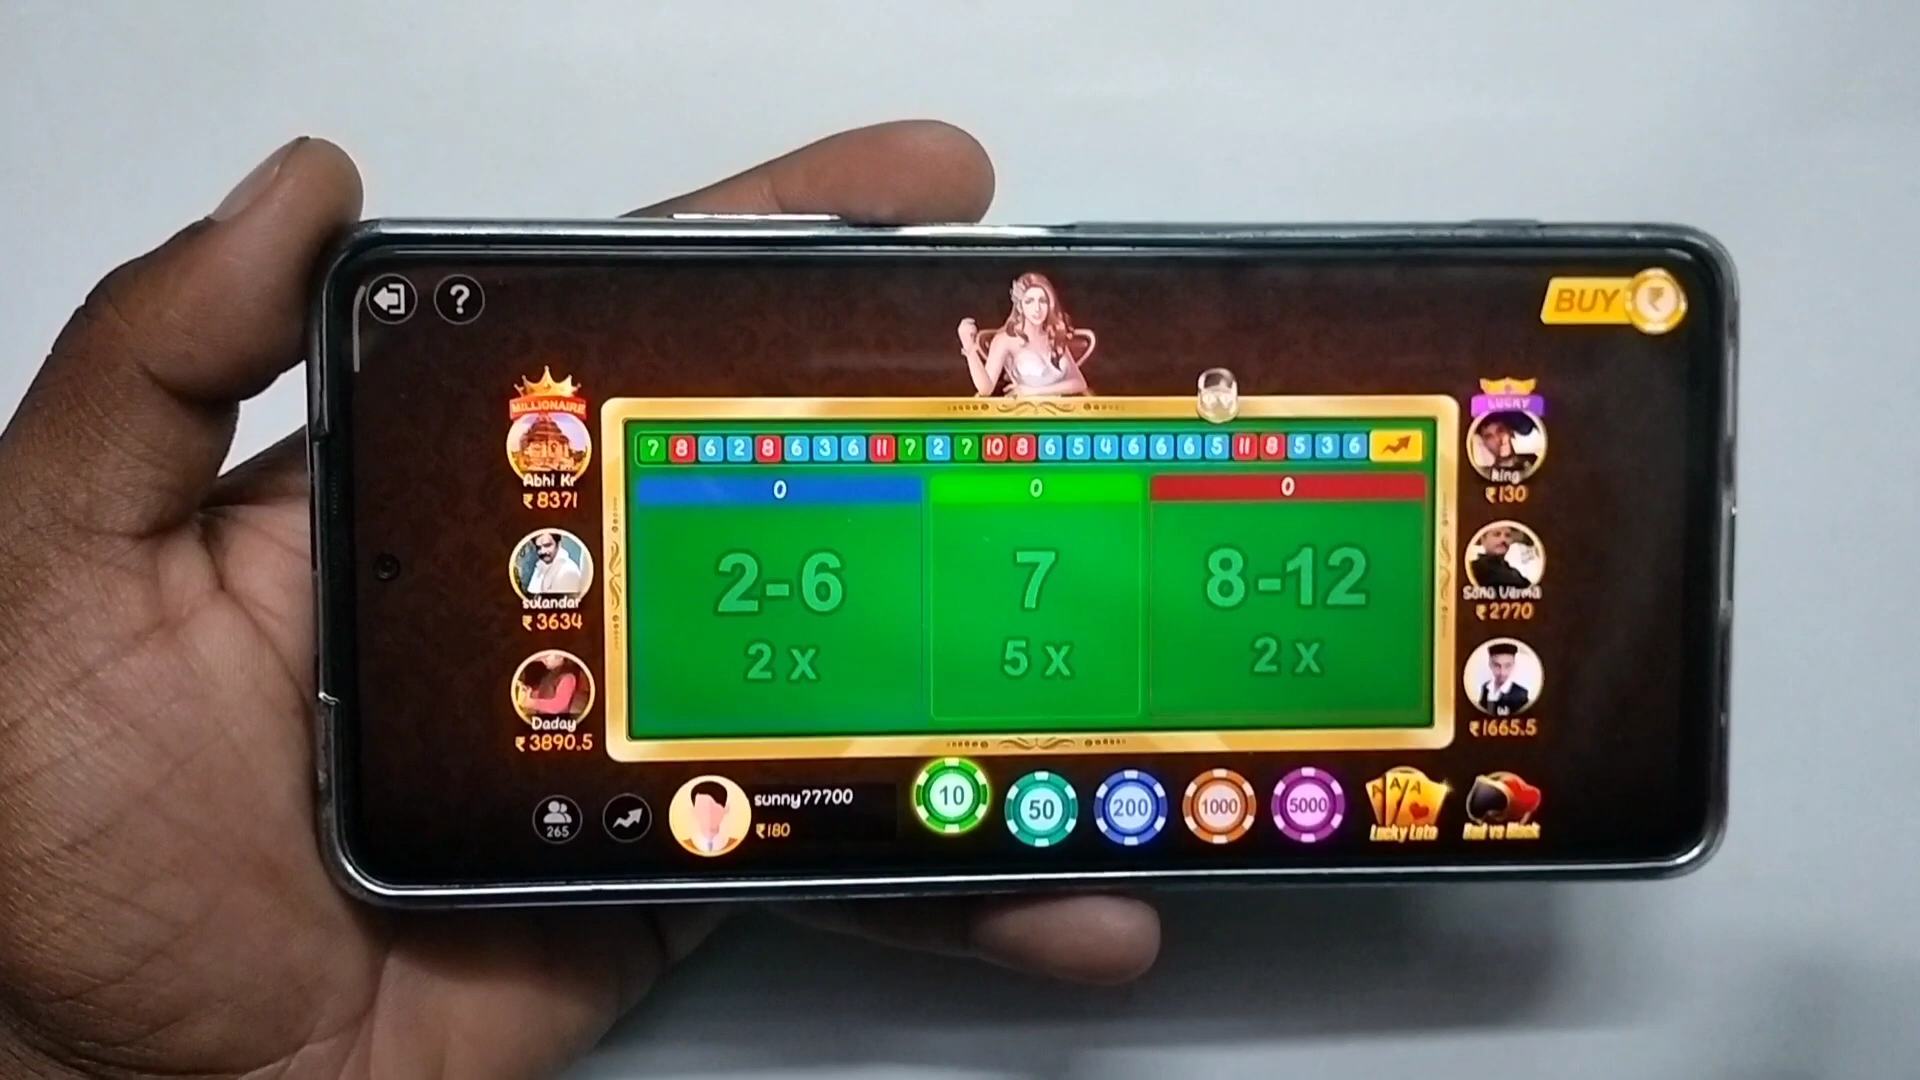 ?
BUY ₹
MILLIONAIRE
Abhi Kr
₹8371
sulandar
₹3634
Daday
₹3890.5
LUCKY
King
₹130
Sonu Verma
₹2770
₹1665.5
7 8 6 2 8 6 3 6 11 7 2 7 10 8 6 5 4 6 6 6 5 11 8 5 3 6
0 0 0
2-6 7 8-12
2 x 5 x 2 x
265
sunny77700
₹180
10 50 200 1000 5000
A A A
Lucky Loto
Red vs Black